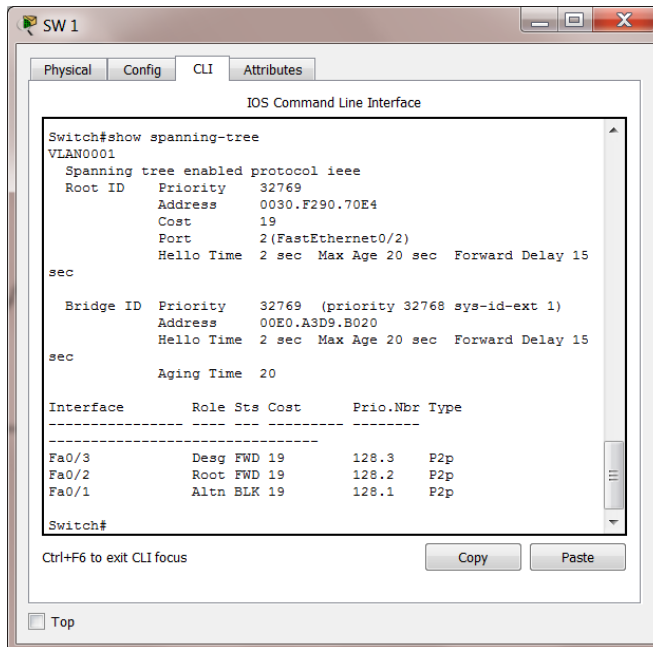 SW 1
X
Physical Config CLI Attributes
IOS Command Line Interface
Switch#show spanning-tree
VLAN0001
  Spanning tree enabled protocol ieee
  Root ID    Priority    32769
             Address     0030.F290.70E4
             Cost        19
             Port        2(FastEthernet0/2)
             Hello Time  2 sec  Max Age 20 sec  Forward Delay 15
sec

  Bridge ID  Priority    32769  (priority 32768 sys-id-ext 1)
             Address     00E0.A3D9.B020
             Hello Time  2 sec  Max Age 20 sec  Forward Delay 15
sec
             Aging Time  20

Interface        Role Sts Cost      Prio.Nbr Type
---------------- ---- --- --------- --------
--------------------------------
Fa0/3            Desg FWD 19        128.3    P2p
Fa0/2            Root FWD 19        128.2    P2p
Fa0/1            Altn BLK 19        128.1    P2p

Switch#
Ctrl+F6 to exit CLI focus
Copy Paste
Top